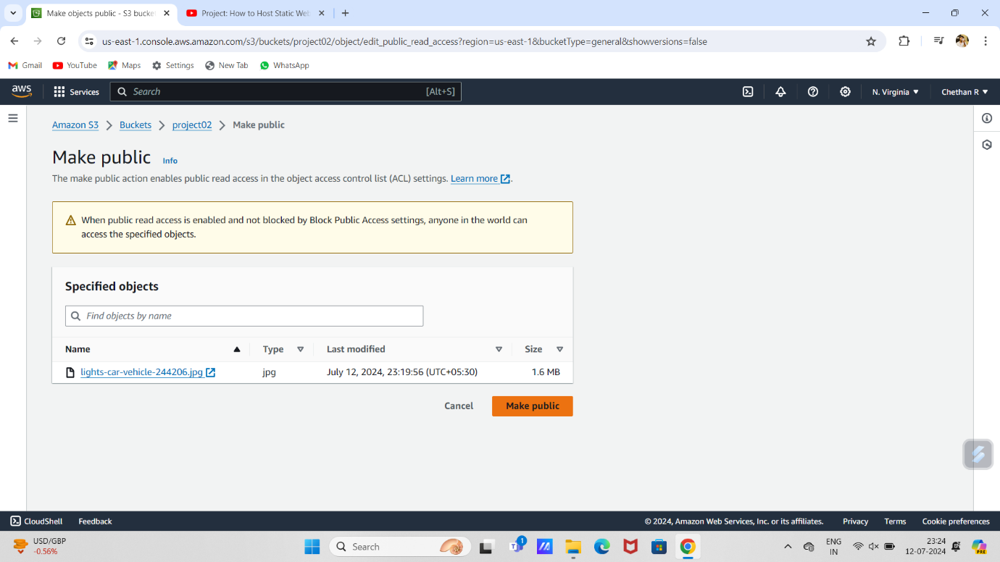 Make objects public - S3 bucke
Project: How to Host Static Web
us-east-1.console.aws.amazon.com/s3/buckets/project02/object/edit_public_read_access?region=us-east-1&bucketType=general&showversions=false
Gmail YouTube Maps Settings New Tab WhatsApp
aws Services Search [Alt+S] N. Virginia Chethan R
Amazon S3 Buckets project02 Make public
Make public Info
The make public action enables public read access in the object access control list (ACL) settings. Learn more.
When public read access is enabled and not blocked by Block Public Access settings, anyone in the world can
access the specified objects.
Specified objects
Find objects by name
Name Type Last modified Size
lights-car-vehicle-244206.jpg jpg July 12, 2024, 23:19:56 (UTC+05:30) 1.6 MB
Cancel Make public
CloudShell Feedback © 2024, Amazon Web Services, Inc. or its affiliates. Privacy Terms Cookie preferences
USD/GBP
-0.56%
Search
1
ENG
IN
23:24
12-07-2024
PRE